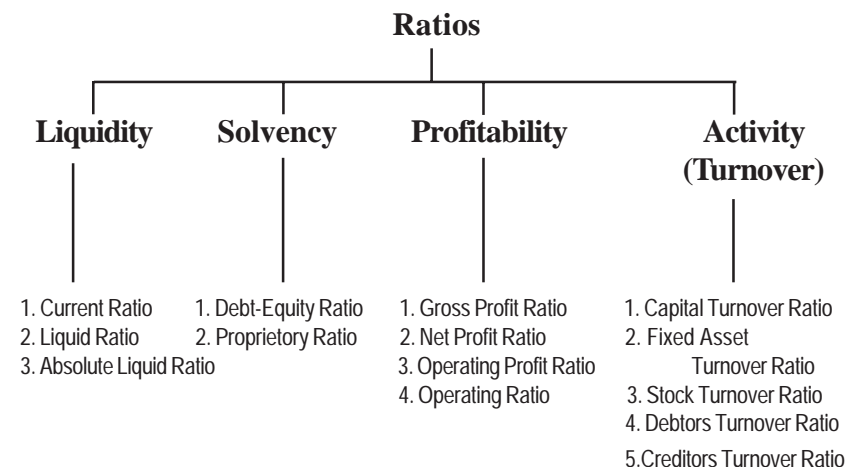 Ratios
Liquidity
Solvency
Profitability
Activity
(Turnover)
1. Current Ratio
2. Liquid Ratio
3. Absolute Liquid Ratio
1. Debt-Equity Ratio
2. Proprietory Ratio
1. Gross Profit Ratio
2. Net Profit Ratio
3. Operating Profit Ratio
4. Operating Ratio
1. Capital Turnover Ratio
2. Fixed Asset
Turnover Ratio
3. Stock Turnover Ratio
4. Debtors Turnover Ratio
5.Creditors Turnover Ratio